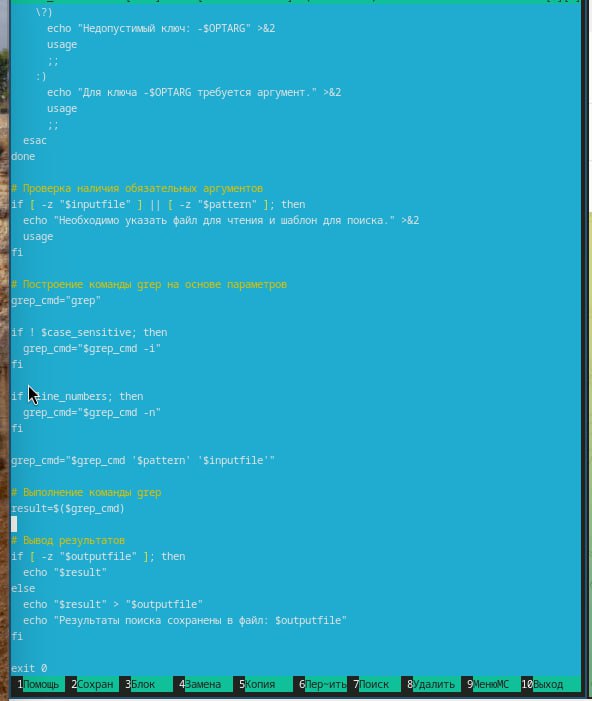 \?)
echo "Недопустимый ключ: -$OPTARG" >&2
usage
;;
:)
echo "Для ключа -$OPTARG требуется аргумент." >&2
usage
;;
esac
done
# Проверка наличия обязательных аргументов
if [ -z "$inputfile" ] || [ -z "$pattern" ]; then
echo "Необходимо указать файл для чтения и шаблон для поиска." >&2
usage
fi
# Построение команды grep на основе параметров
grep_cmd="grep"
if ! $case_sensitive; then
grep_cmd="$grep_cmd -i"
fi
if ine_numbers; then
grep_cmd="$grep_cmd -n"
fi
grep_cmd="$grep_cmd '$pattern' '$inputfile'"
# Выполнение команды grep
result=$($grep_cmd)
# Вывод результатов
if [ -z "$outputfile" ]; then
echo "$result"
else
echo "$result" > "$outputfile"
echo "Результаты поиска сохранены в файл: $outputfile"
fi
exit 0
1Помощь 2Сохран 3Блок 4Замена 5Копия 6Пер~ить 7Поиск 8Удалить 9МенюMC 10Выход